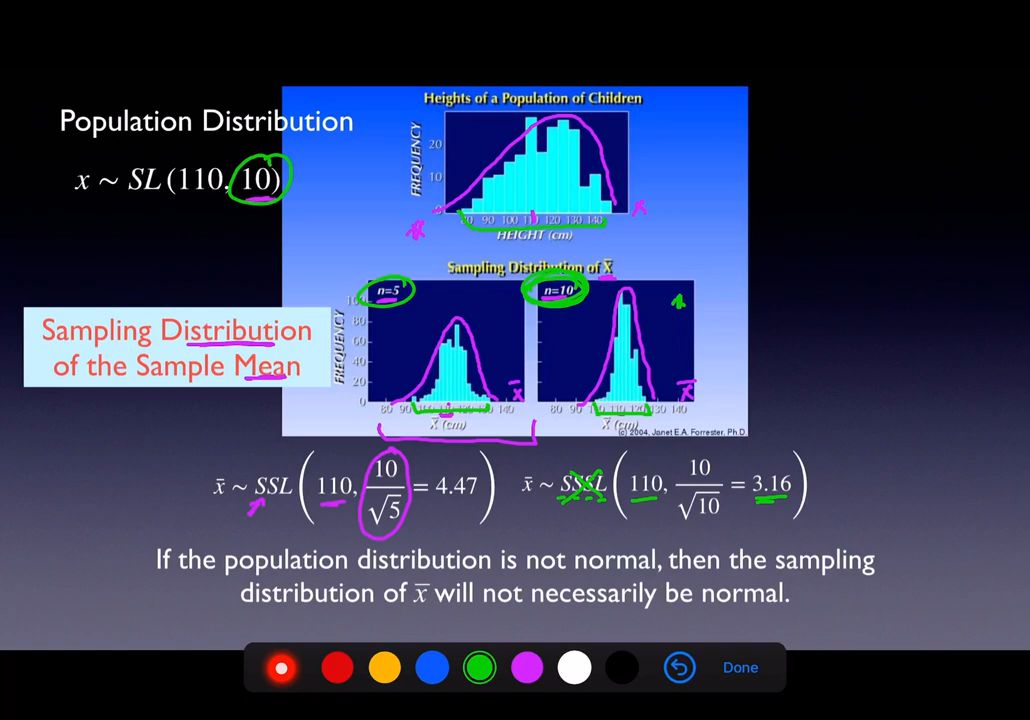 Heights of a Population of Children
Population Distribution
x ~ SL (110, 10)
FREQUENCY
20
10
0
80 90 100 110 120 130 140
HEIGHT (cm)
x
Sampling Distribution of X̄
n=5
n=10
FREQUENCY
100
80
60
40
20
0
80 90 100 110 120 130 140
80 90 100 110 120 140
X̄ (cm)
X̄ (cm)
x̄
x̄
(c) 2004, Janet E.A. Forrester, Ph.D.
Sampling Distribution
of the Sample Mean
x̄ ~ SSL (110, 10/√5 = 4.47)
x̄ ~ SSSL (110, 10/√10 = 3.16)
If the population distribution is not normal, then the sampling
distribution of x̄ will not necessarily be normal.
Done